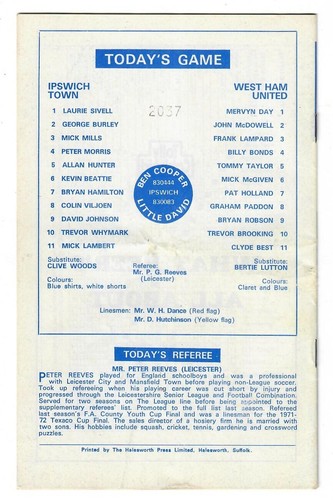 TODAY'S GAME
IPSWICH
TOWN
WEST HAM
UNITED
2037
1 LAURIE SIVELL
2 GEORGE BURLEY
3 MICK MILLS
4 PETER MORRIS
5 ALLAN HUNTER
6 KEVIN BEATTIE
7 BRYAN HAMILTON
8 COLIN VILJOEN
9 DAVID JOHNSON
10 TREVOR WHYMARK
11 MICK LAMBERT
BEN COOPER
830444
IPSWICH
830083
LITTLE DAVID
MERVYN DAY 1
JOHN McDOWELL 2
FRANK LAMPARD 3
BILLY BONDS 4
TOMMY TAYLOR 5
MICK McGIVEN 6
PAT HOLLAND 7
GRAHAM PADDON 8
BRYAN ROBSON 9
TREVOR BROOKING 10
CLYDE BEST 11
Substitute:
CLIVE WOODS
Colours:
Blue shirts, white shorts
Referee:
Mr. P. G. Reeves
(Leicester)
Substitute:
BERTIE LUTTON
Colours:
Claret and Blue
Linesmen: Mr. W. H. Dance (Red flag)
Mr. D. Hutchinson (Yellow flag)
TODAY'S REFEREE
MR. PETER REEVES (LEICESTER)
PETER REEVES played for England schoolboys and was a professional
with Leicester City and Mansfield Town before playing non-League soccer.
Took up refereeing when his playing career was cut short by injury and
progressed through the Leicestershire Senior League and Football Combination.
Served for two seasons on The League line before being appointed to the
supplementary referees' list. Promoted to the full list last season. Refereed
last season's F.A. County Youth Cup Final and was a linesman for the 1971-
72 Texaco Cup Final. The sales director of a hosiery firm he is married with
two sons. His hobbies include squash, cricket, tennis, gardening and crossword
puzzles.
Printed by The Halesworth Press Limited, Halesworth, Suffolk.